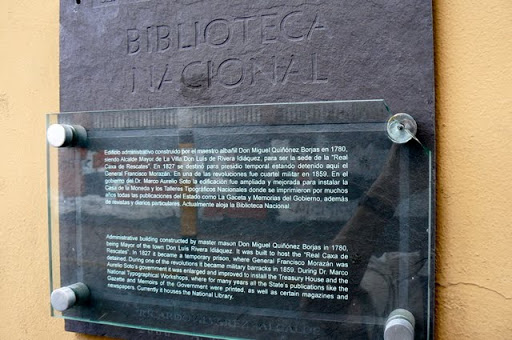 BIBLIOTECA
NACIONAL
Edificio administrativo construido por el maestro albañil Don Miguel Quiñónez Borjas en 1780,
siendo Alcalde Mayor de La Villa Don Luis de Rivera Idiáquez, para ser la sede de la "Real
Caxa de Rescates". En 1827 se destinó para presidio temporal estando detenido aquí el
General Francisco Morazán. En una de las revoluciones fue cuartel militar en 1859. En el
gobierno del Dr. Marco Aurelio Soto la edificación fue ampliada y mejorada para instalar la
Casa de la Moneda y los Talleres Tipográficos Nacionales donde se imprimieron por muchos
años todas las publicaciones del Estado como La Gaceta y Memorias del Gobierno, además
de revistas y diarios particulares. Actualmente aloja la Biblioteca Nacional
Administrative building constructed by master mason Don Miguel Quiñónez Borjas in 1780,
being Mayor of the town Don Luis Rivera Idiáquez. It was built to host the "Real Caxa de
Rescates". In 1827 it became a temporary prison, where General Francisco Morazán was
detained. During one of the revolutions it became military barracks in 1859. During Dr. Marco
Aurelio Soto's government it was enlarged and improved to install the Treasury House and the
National Typographical Workshops, where for many years all the State's publications like the
Gazette and Memoirs of the Government were printed, as well as certain magazines and
newspapers. Currently it houses the National Library.